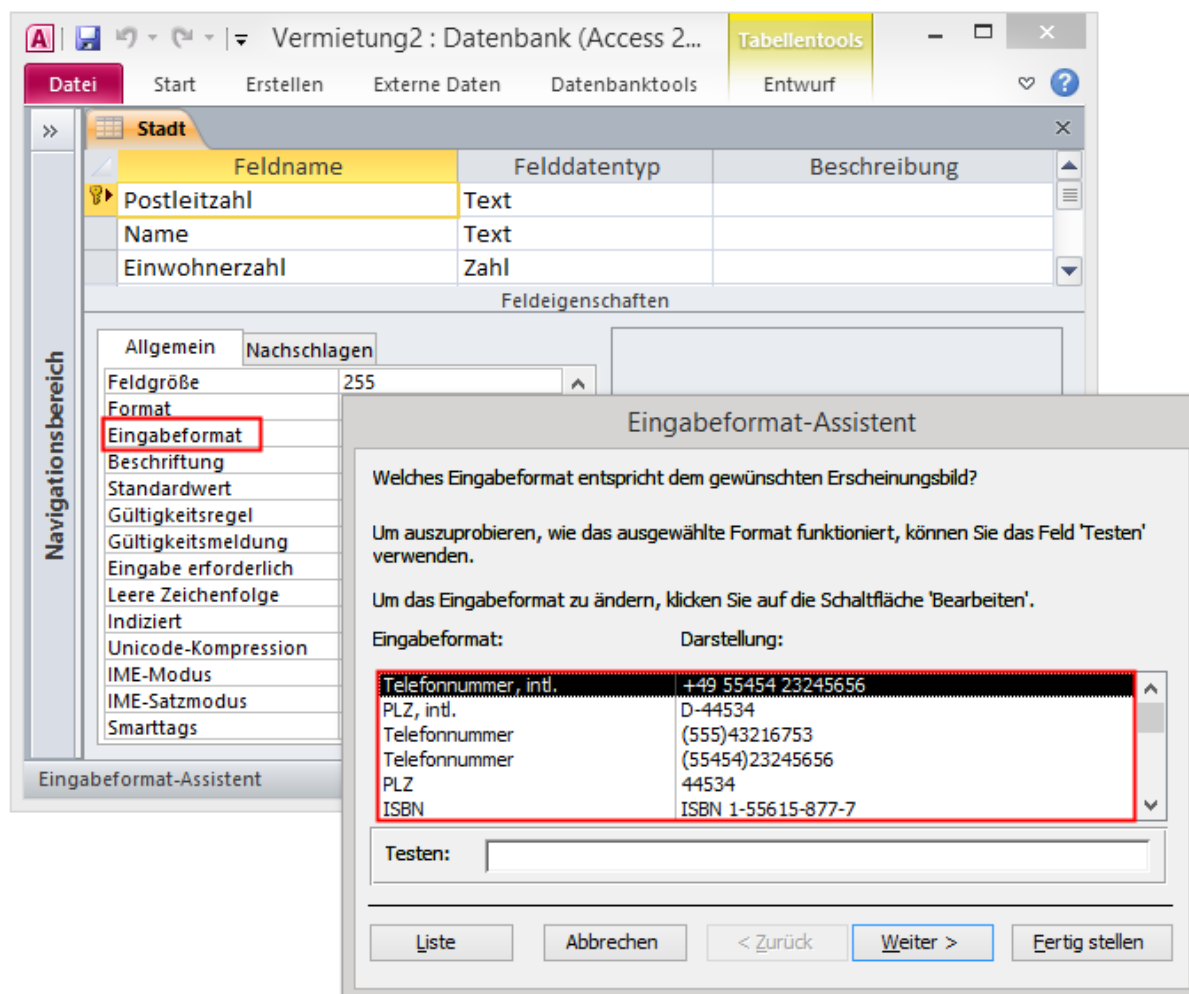 A Vermietung2 : Datenbank (Access 2... Tabellentools
Datei Start Erstellen Externe Daten Datenbanktools Entwurf ?
Stadt
Feldname Felddatentyp Beschreibung
Postleitzahl Text
Name Text
Einwohnerzahl Zahl
Feldeigenschaften
Navigationsbereich
Allgemein Nachschlagen
Feldgröße 255
Format
Eingabeformat
Beschriftung
Standardwert
Gültigkeitsregel
Gültigkeitsmeldung
Eingabe erforderlich
Leere Zeichenfolge
Indiziert
Unicode-Kompression
IME-Modus
IME-Satzmodus
Smarttags
Eingabeformat-Assistent
Eingabeformat-Assistent
Welches Eingabeformat entspricht dem gewünschten Erscheinungsbild?
Um auszuprobieren, wie das ausgewählte Format funktioniert, können Sie das Feld 'Testen'
verwenden.
Um das Eingabeformat zu ändern, klicken Sie auf die Schaltfläche 'Bearbeiten'.
Eingabeformat: Darstellung:
Telefonnummer, intl. +49 55454 23245656
PLZ, intl. D-44534
Telefonnummer (555)43216753
Telefonnummer (55454)23245656
PLZ 44534
ISBN ISBN 1-55615-877-7
Testen:
Liste Abbrechen < Zurück Weiter > Fertig stellen